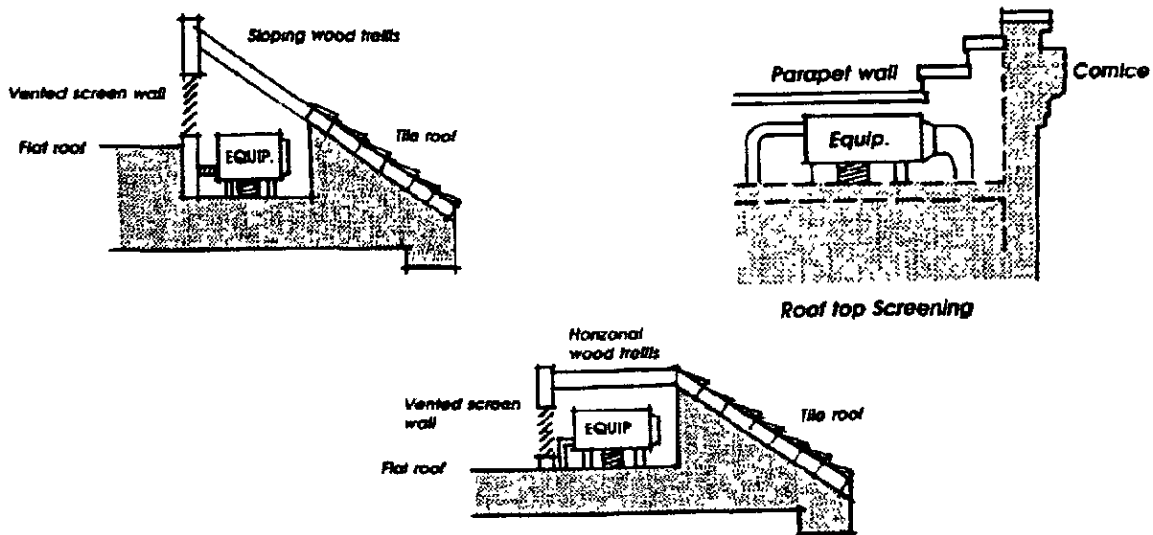 Sloping wood trellis
Vented screen wall
Flat roof
EQUIP.
Tile roof
Parapet wall
Cornice
Equip.
Roof top Screening
Horizonal
wood trellis
Vented screen
wall
EQUIP
Tile roof
Flat roof